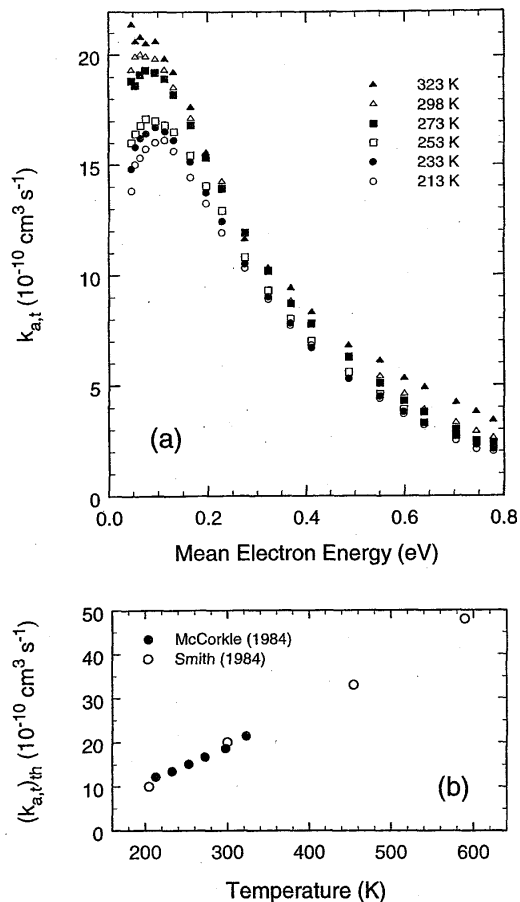 20
15
10
5
0
k_{a,t} (10^{-10} cm^3 s^{-1})
▲ 323 K
△ 298 K
■ 273 K
□ 253 K
● 233 K
○ 213 K
(a)
0.0 0.2 0.4 0.6 0.8
Mean Electron Energy (eV)
50
40
30
20
10
0
(k_{a,t})_{th} (10^{-10} cm^3 s^{-1})
● McCorkle (1984)
○ Smith (1984)
(b)
200 300 400 500 600
Temperature (K)